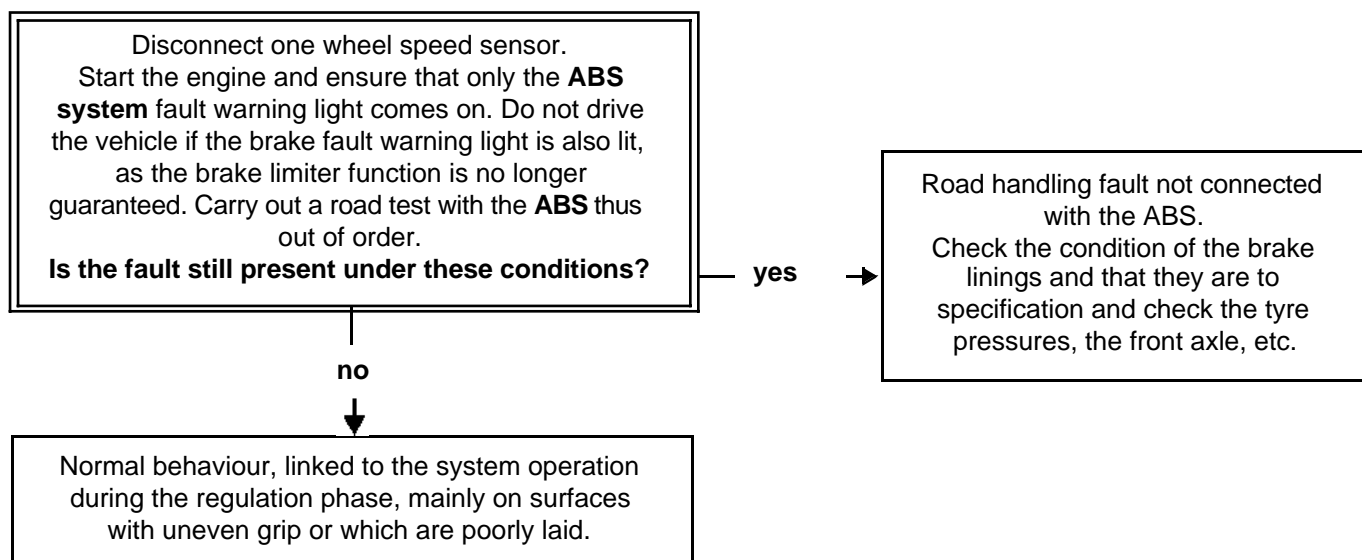 Disconnect one wheel speed sensor.
Start the engine and ensure that only the ABS
system fault warning light comes on. Do not drive
the vehicle if the brake fault warning light is also lit,
as the brake limiter function is no longer
guaranteed. Carry out a road test with the ABS thus
out of order.
Is the fault still present under these conditions?
yes
Road handling fault not connected
with the ABS.
Check the condition of the brake
linings and that they are to
specification and check the tyre
pressures, the front axle, etc.
no
Normal behaviour, linked to the system operation
during the regulation phase, mainly on surfaces
with uneven grip or which are poorly laid.